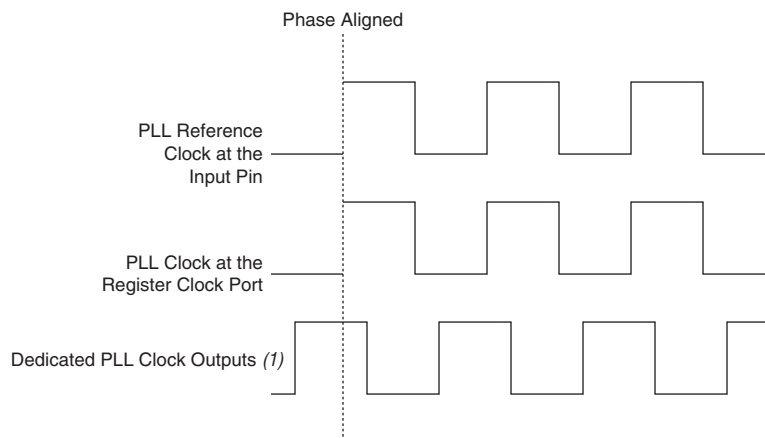 Phase Aligned
PLL Reference
Clock at the
Input Pin
PLL Clock at the
Register Clock Port
Dedicated PLL Clock Outputs (1)